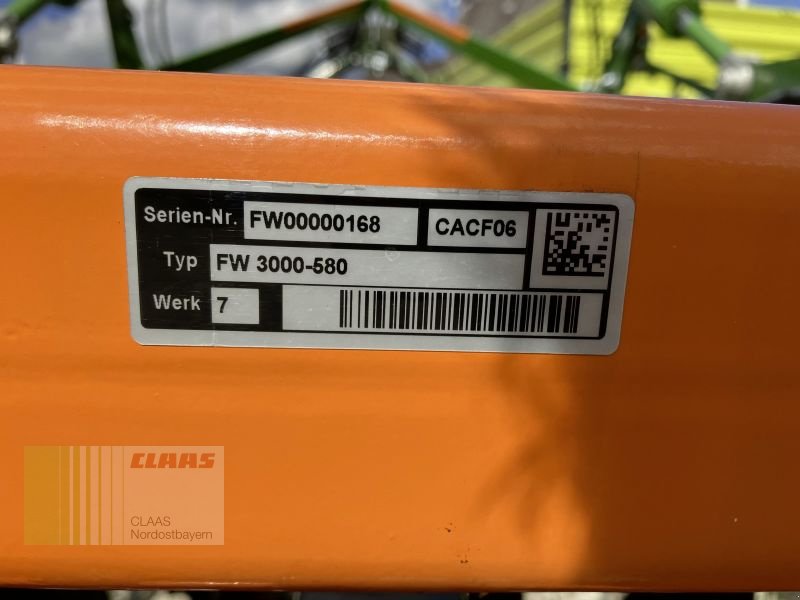 Serien-Nr. FW00000168 CACF06
Typ FW 3000-580
Werk 7
CLAAS
CLAAS
Nordostbayern